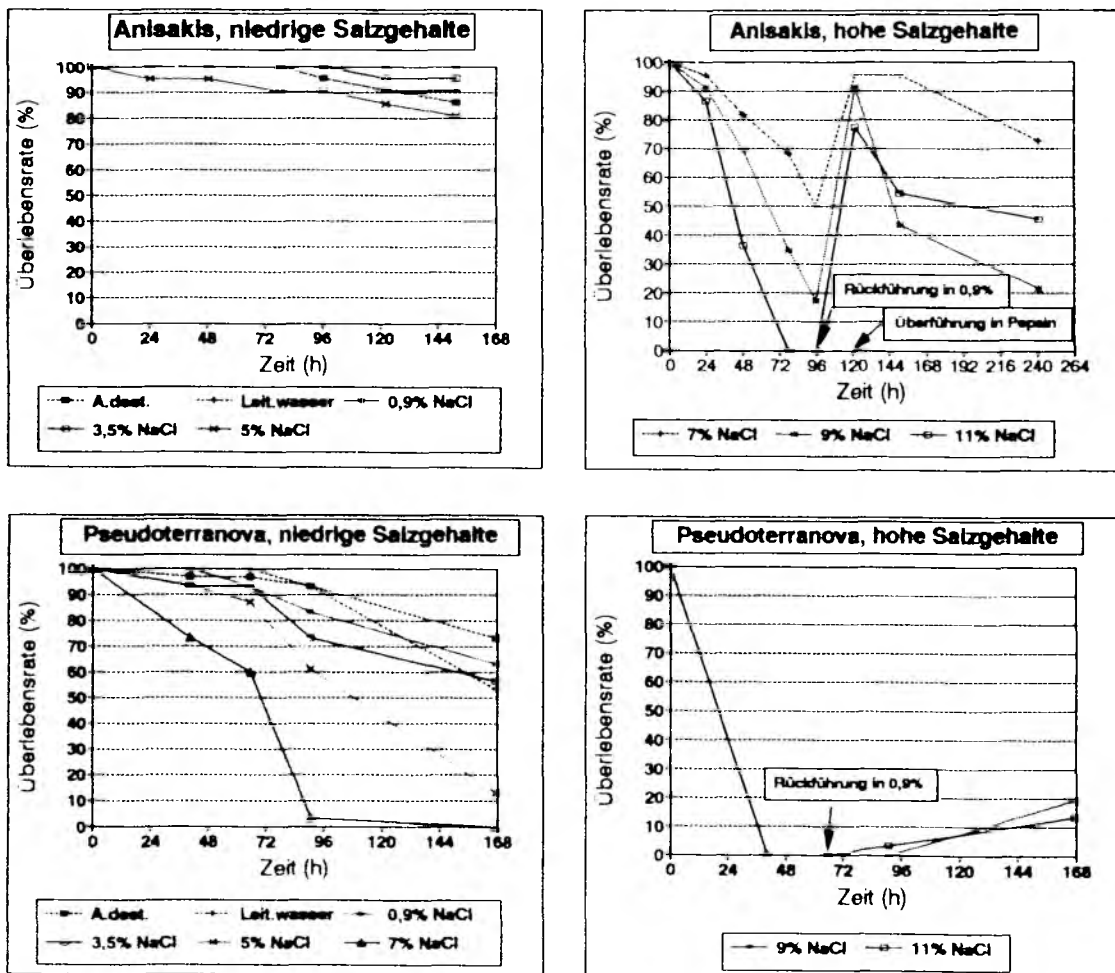 Anisakis, niedrige Salzgehalte
Überlebensrate (%)
100
90
80
70
60
50
40
30
20
10
0
0 24 48 72 96 120 144 168
Zeit (h)
A.dest. Leit.wasser 0,9% NaCl
3,5% NaCl 5% NaCl
Anisakis, hohe Salzgehalte
Überlebensrate (%)
100
90
80
70
60
50
40
30
20
10
0
Rückführung in 0,9%
Überführung in Pepsin
0 24 48 72 96 120 144 168 192 216 240 264
Zeit (h)
7% NaCl 9% NaCl 11% NaCl
Pseudoterranova, niedrige Salzgehalte
Überlebensrate (%)
100
90
80
70
60
50
40
30
20
10
0
0 24 48 72 96 120 144 168
Zeit (h)
A.dest. Leit.wasser 0,9% NaCl
3,5% NaCl 5% NaCl 7% NaCl
Pseudoterranova, hohe Salzgehalte
Überlebensrate (%)
100
90
80
70
60
50
40
30
20
10
0
Rückführung in 0,9%
0 24 48 72 96 120 144 168
Zeit (h)
9% NaCl 11% NaCl